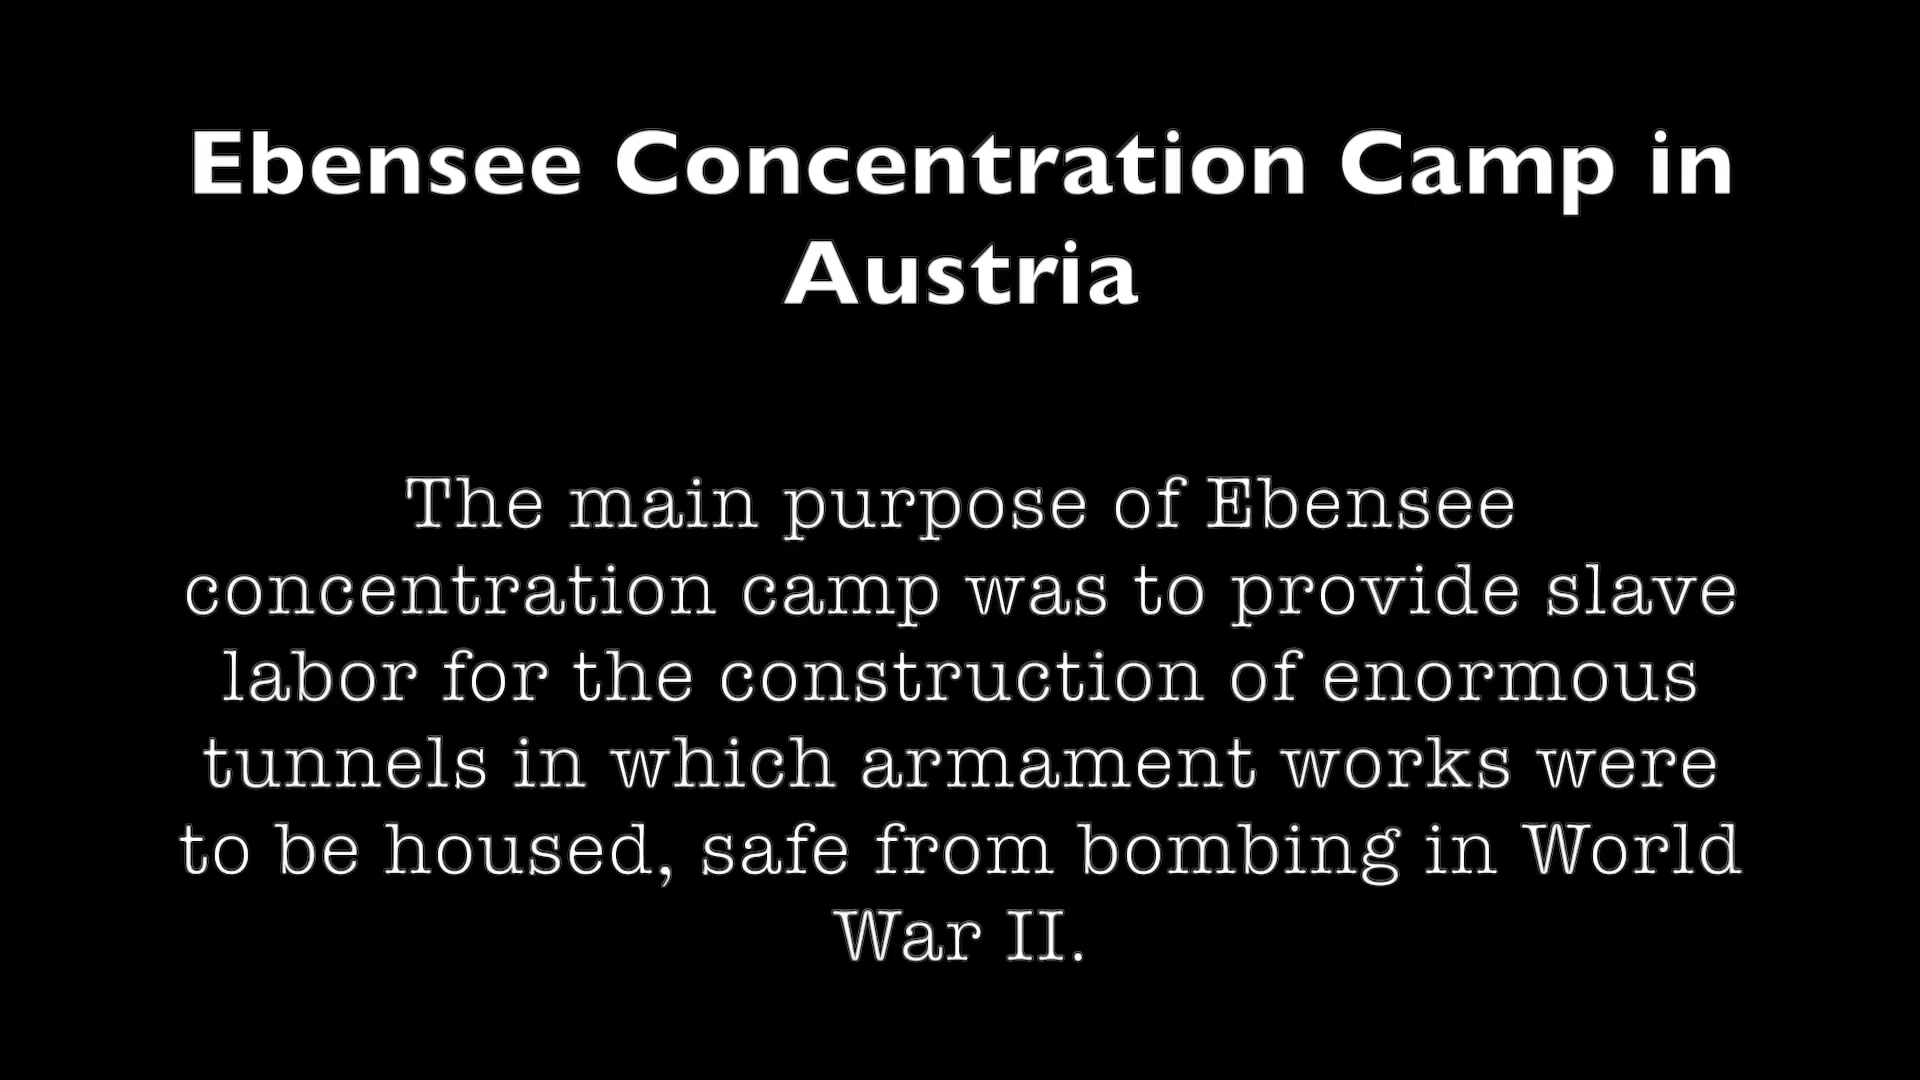 Ebensee Concentration Camp in
Austria
The main purpose of Ebensee
concentration camp was to provide slave
labor for the construction of enormous
tunnels in which armament works were
to be housed, safe from bombing in World
War II.